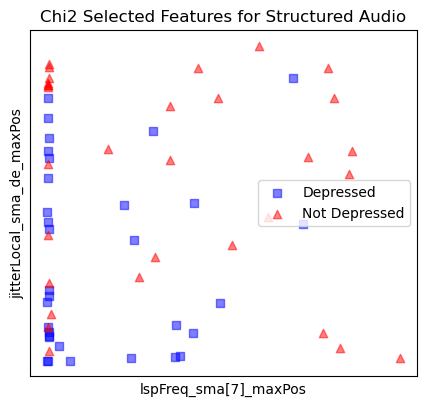 Chi2 Selected Features for Structured Audio
jitterLocal_sma_de_maxPos
Depressed
Not Depressed
lspFreq_sma[7]_maxPos